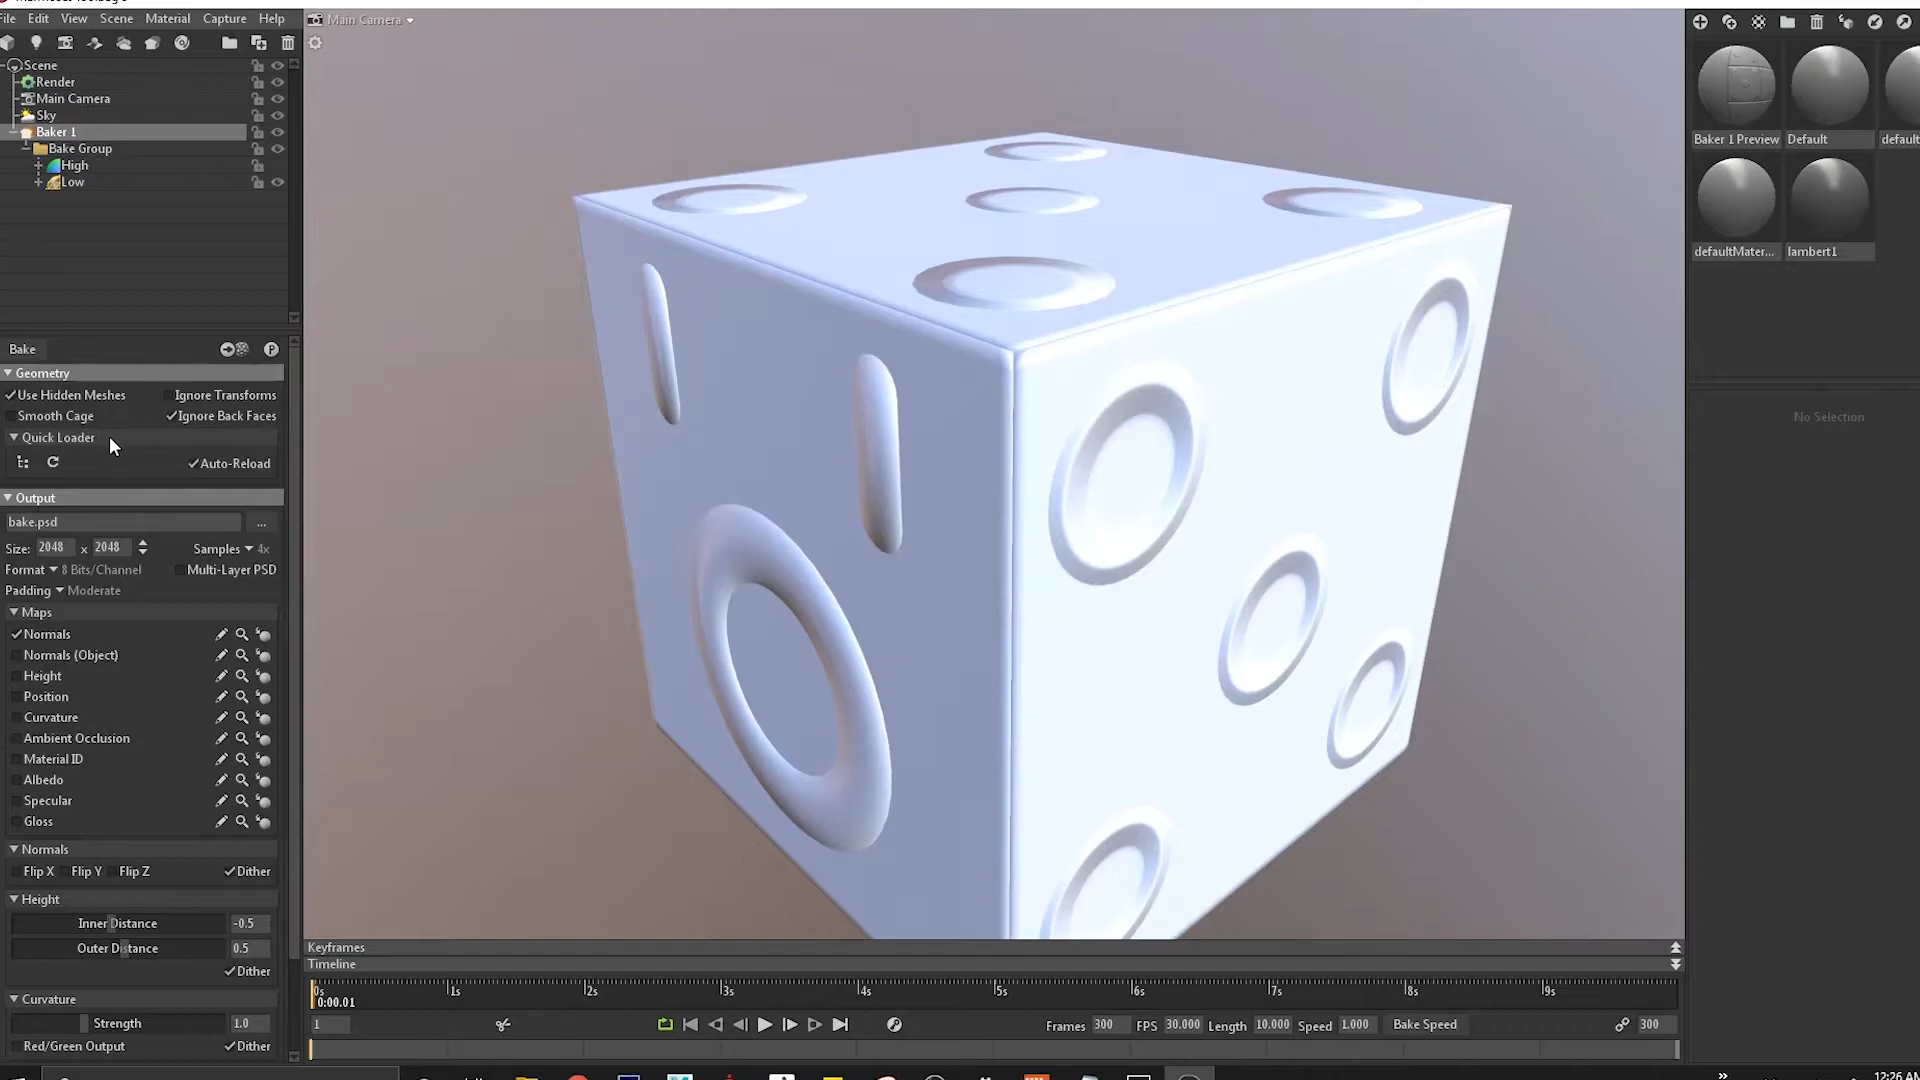 File Edit View Scene Material Capture Help
Scene
Render
Main Camera
Sky
Baker 1
Bake Group
High
Low
Bake
P
Geometry
Use Hidden Meshes Ignore Transforms
Smooth Cage Ignore Back Faces
Quick Loader
Auto-Reload
Output
bake.psd ...
Size: 2048 x 2048 Samples 4x
Format 8 Bits/Channel Multi-Layer PSD
Padding Moderate
Maps
Normals
Normals (Object)
Height
Position
Curvature
Ambient Occlusion
Material ID
Albedo
Specular
Gloss
Normals
Flip X Flip Y Flip Z Dither
Height
Inner Distance -0.5
Outer Distance 0.5
Dither
Curvature
Strength 1.0
Red/Green Output Dither
Main Camera
Keyframes
Timeline
0s 1s 2s 3s 4s 5s 6s 7s 8s 9s
0:00.01
1 Frames 300 FPS 30.000 Length 10.000 Speed 1.000 Bake Speed 300
Baker 1 Preview Default default
defaultMater... lambert1
No Selection
12:26 AM